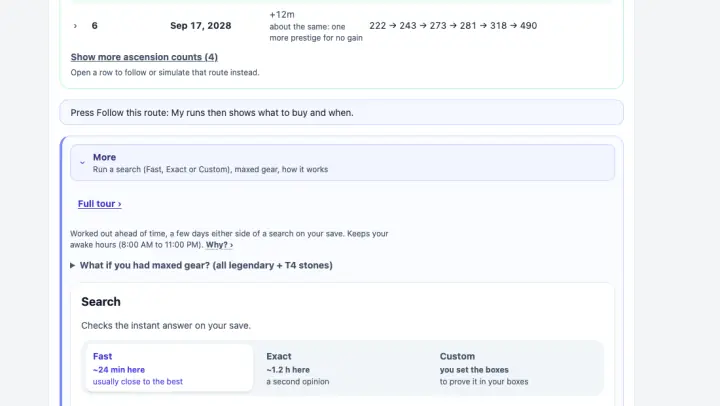 › 6 Sep 17, 2028 +12m 222 → 243 → 273 → 281 → 318 → 490
about the same: one
more prestige for no gain
Show more ascension counts (4)
Open a row to follow or simulate that route instead.
Press Follow this route: My runs then shows what to buy and when.
More
Run a search (Fast, Exact or Custom), maxed gear, how it works
Full tour ›
Worked out ahead of time, a few days either side of a search on your save. Keeps your
awake hours (8:00 AM to 11:00 PM). Why? ›
▶ What if you had maxed gear? (all legendary + T4 stones)
Search
Checks the instant answer on your save.
Fast Exact Custom
~24 min here ~1.2 h here you set the boxes
usually close to the best a second opinion to prove it in your boxes